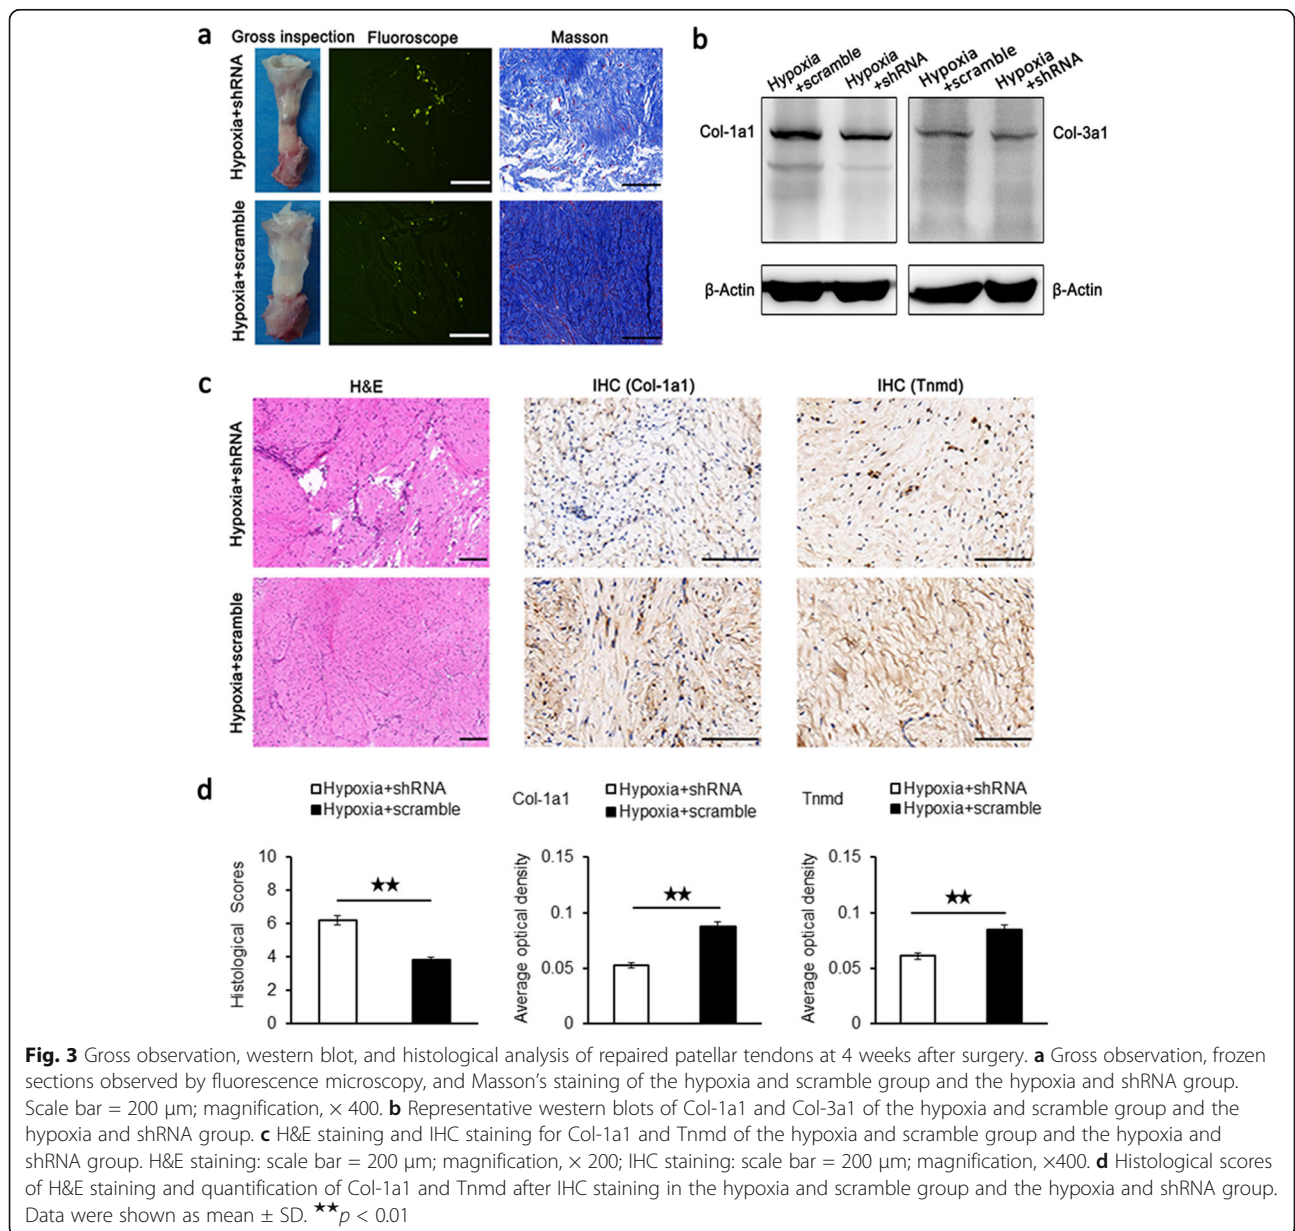 a
Gross inspection
Fluoroscope
Masson
Hypoxia+shRNA
Hypoxia+scramble
b
Hypoxia
+scramble
Hypoxia
+shRNA
Hypoxia
+scramble
Hypoxia
+shRNA
Col-1a1
Col-3a1
β-Actin
β-Actin
c
H&E
IHC (Col-1a1)
IHC (Tnmd)
Hypoxia+shRNA
Hypoxia+scramble
d
Hypoxia+shRNA
Hypoxia+scramble
Histological Scores
10
8
6
4
2
0
★★
Col-1a1
Hypoxia+shRNA
Hypoxia+scramble
Average optical density
0.15
0.1
0.05
0
★★
Tnmd
Hypoxia+shRNA
Hypoxia+scramble
Average optical density
0.15
0.1
0.05
0
★★
Fig. 3 Gross observation, western blot, and histological analysis of repaired patellar tendons at 4 weeks after surgery. a Gross observation, frozen
sections observed by fluorescence microscopy, and Masson's staining of the hypoxia and scramble group and the hypoxia and shRNA group.
Scale bar = 200 μm; magnification, × 400. b Representative western blots of Col-1a1 and Col-3a1 of the hypoxia and scramble group and the
hypoxia and shRNA group. c H&E staining and IHC staining for Col-1a1 and Tnmd of the hypoxia and scramble group and the hypoxia and
shRNA group. H&E staining: scale bar = 200 μm; magnification, × 200; IHC staining: scale bar = 200 μm; magnification, ×400. d Histological scores
of H&E staining and quantification of Col-1a1 and Tnmd after IHC staining in the hypoxia and scramble group and the hypoxia and shRNA group.
Data were shown as mean ± SD. ★★p < 0.01